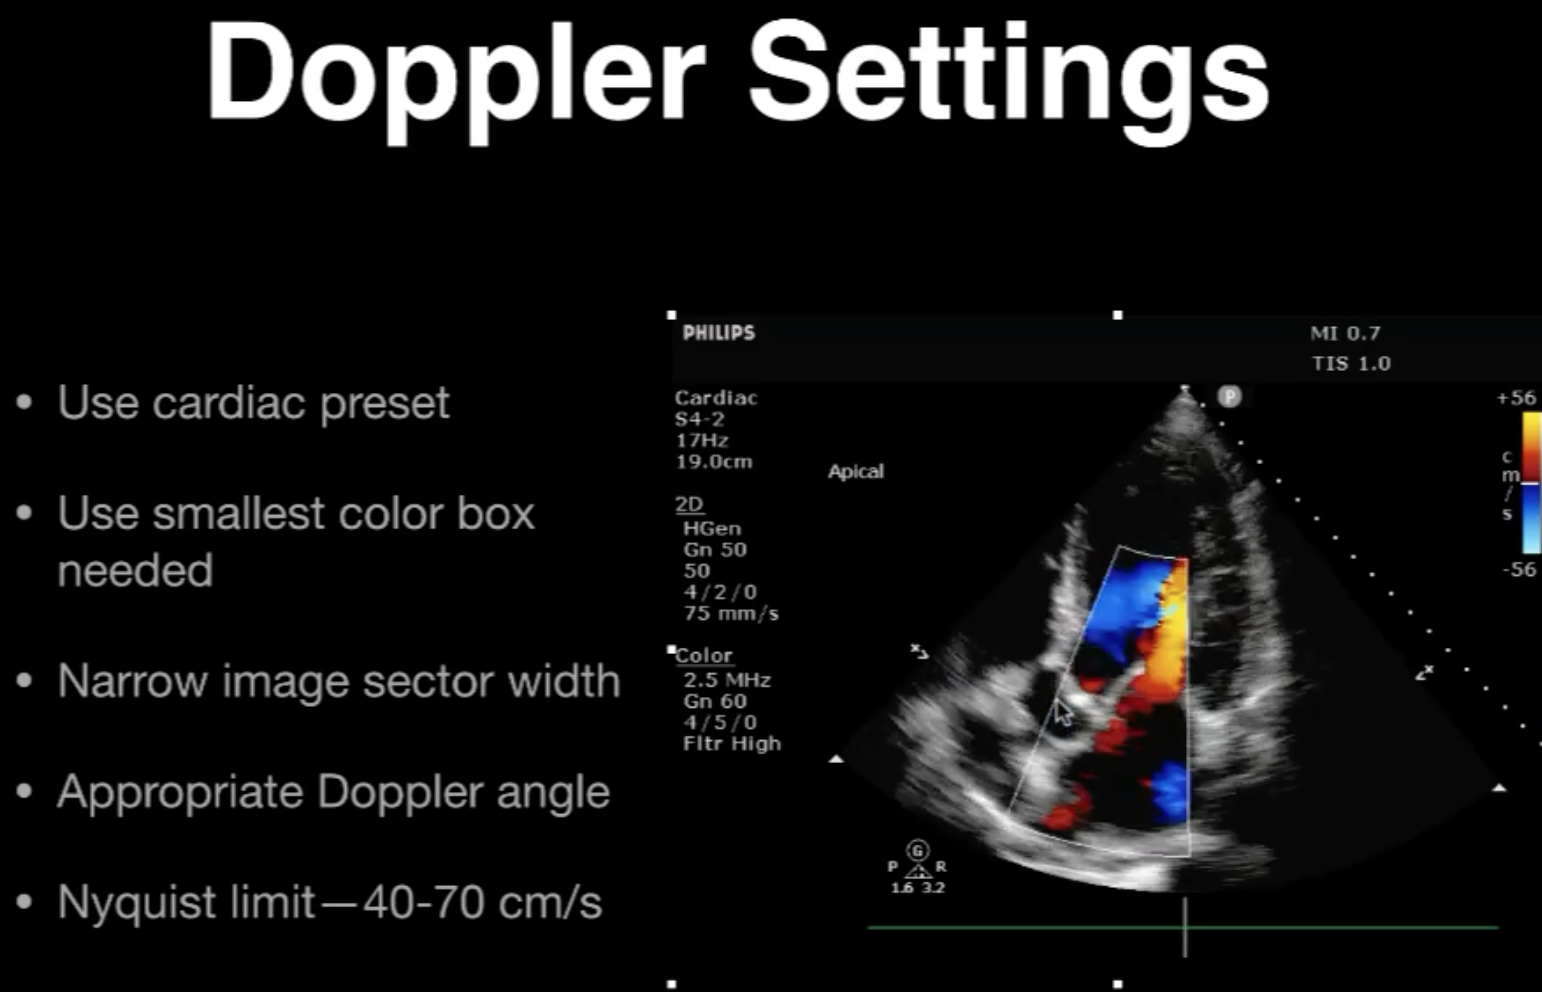 Doppler Settings
• Use cardiac preset
• Use smallest color box
needed
• Narrow image sector width
• Appropriate Doppler angle
• Nyquist limit—40-70 cm/s
PHILIPS
MI 0.7
TIS 1.0
Cardiac
S4-2
17Hz
19.0cm
2D
HGen
Gn 50
50
4/2/0
75 mm/s
Color
2.5 MHz
Gn 60
4/5/0
Fltr High
Apical
P
+56
c
m
/
s
-56
x
x
G
P R
1.6 3.2